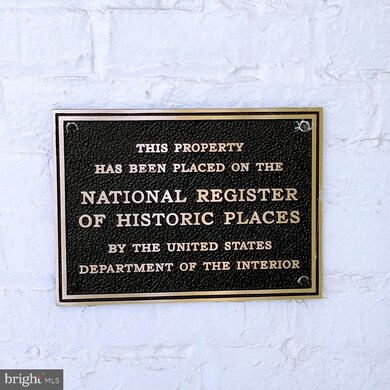 THIS PROPERTY
HAS BEEN PLACED ON THE
NATIONAL REGISTER
OF HISTORIC PLACES
BY THE UNITED STATES
DEPARTMENT OF THE INTERIOR
bright MLS